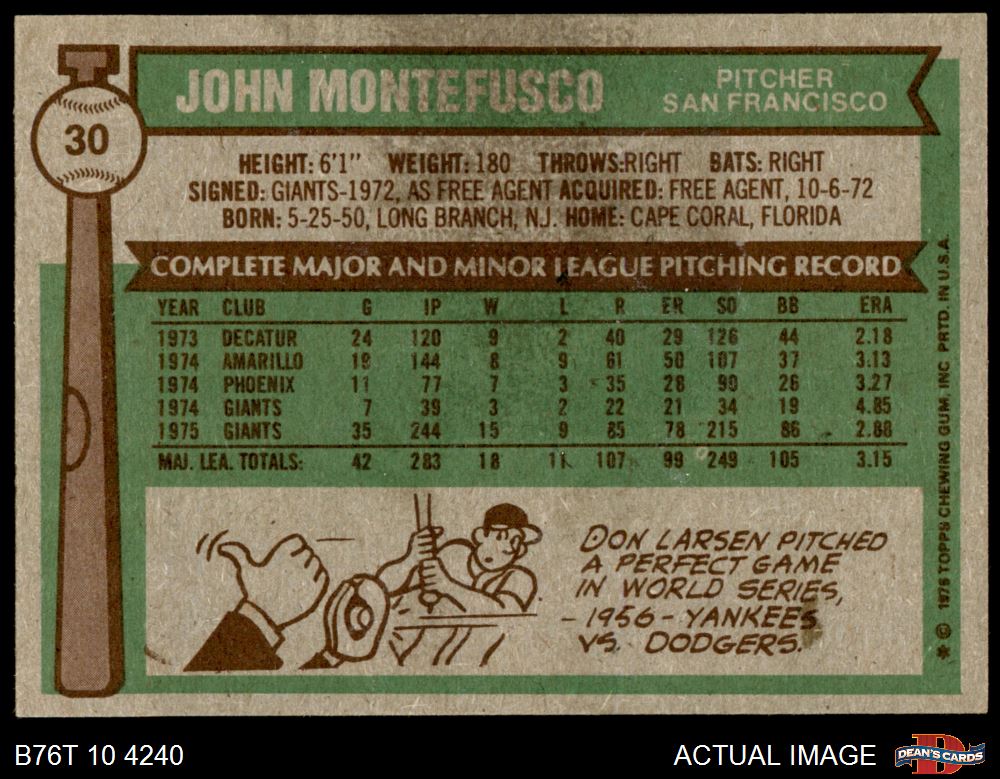 JOHN MONTEFUSCO
PITCHER
SAN FRANCISCO
30
HEIGHT: 6'1" WEIGHT: 180 THROWS: RIGHT BATS: RIGHT
SIGNED: GIANTS-1972, AS FREE AGENT ACQUIRED: FREE AGENT, 10-6-72
BORN: 5-25-50, LONG BRANCH, N.J. HOME: CAPE CORAL, FLORIDA
COMPLETE MAJOR AND MINOR LEAGUE PITCHING RECORD
YEAR CLUB G IP W L R ER SO BB ERA
1973 DECATUR 24 120 9 2 40 29 126 44 2.18
1974 AMARILLO 19 144 8 9 61 50 107 37 3.13
1974 PHOENIX 11 77 7 3 35 28 90 26 3.27
1974 GIANTS 7 39 3 2 22 21 34 19 4.85
1975 GIANTS 35 244 15 9 85 78 215 86 2.88
MAJ. LEA. TOTALS: 42 283 18 11 107 99 249 105 3.15
DON LARSEN PITCHED
A PERFECT GAME
IN WORLD SERIES,
-1956-YANKEES
VS. DODGERS.
* © 1976 TOPPS CHEWING GUM, INC. PRTD. IN U.S.A.
B76T 10 4240
ACTUAL IMAGE
DEAN'S CARDS